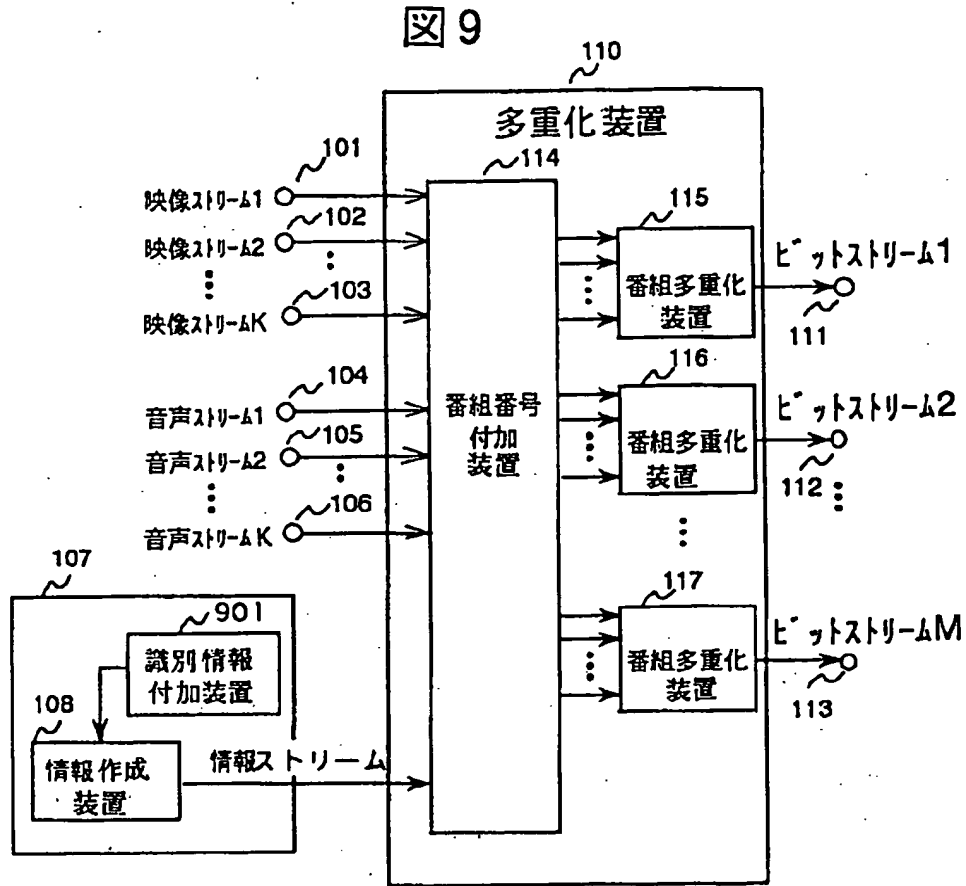 図9
110
多重化装置
101
114
映像ストリーム1
102
115
映像ストリーム2
ビットストリーム1
103
番組多重化
装置
映像ストリームK
111
116
104
音声ストリーム1
番組番号
付加
装置
ビットストリーム2
105
番組多重化
装置
音声ストリーム2
112
106
音声ストリームK
107
117
901
ビットストリームM
識別情報
付加装置
番組多重化
装置
108
113
情報ストリーム
情報作成
装置